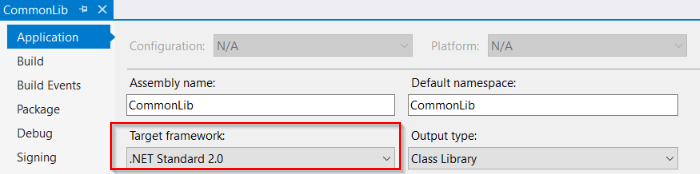 CommonLib
Application
Build
Build Events
Package
Debug
Signing
Configuration: N/A Platform: N/A
Assembly name: Default namespace:
CommonLib CommonLib
Target framework: Output type:
.NET Standard 2.0 Class Library